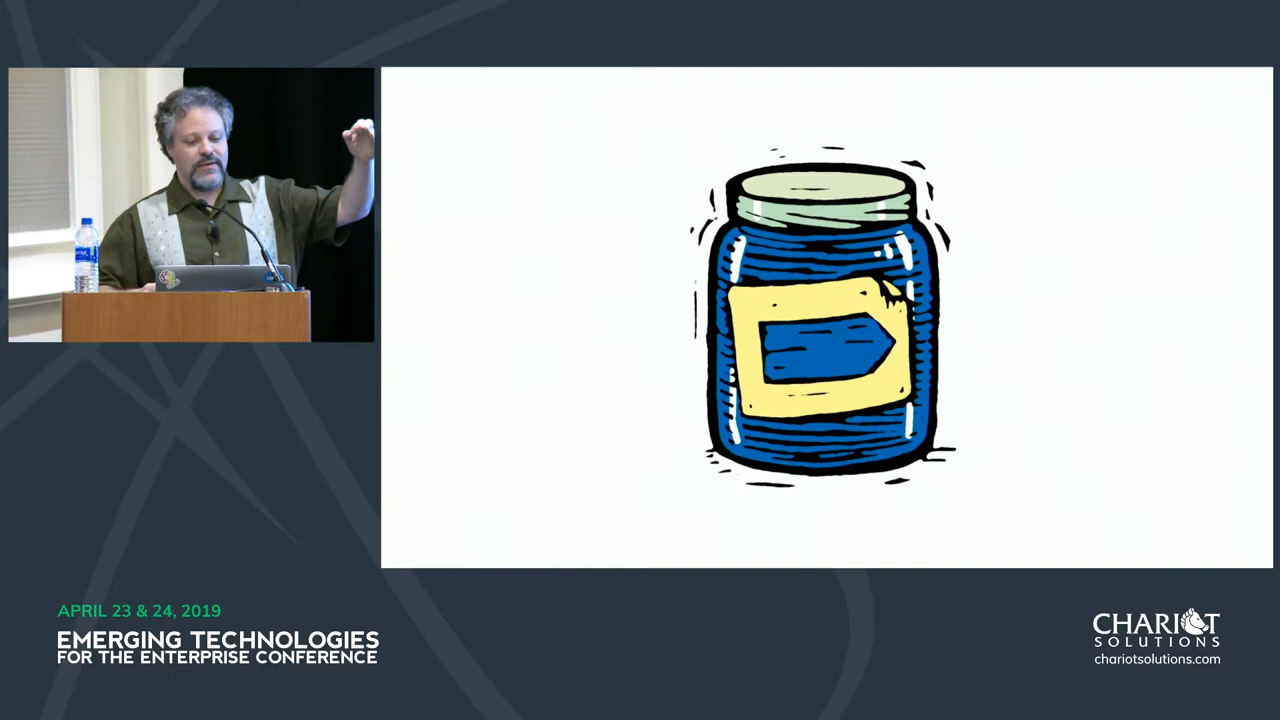 APRIL 23 & 24, 2019
EMERGING TECHNOLOGIES
FOR THE ENTERPRISE CONFERENCE
CHARIOT
SOLUTIONS
chariotsolutions.com